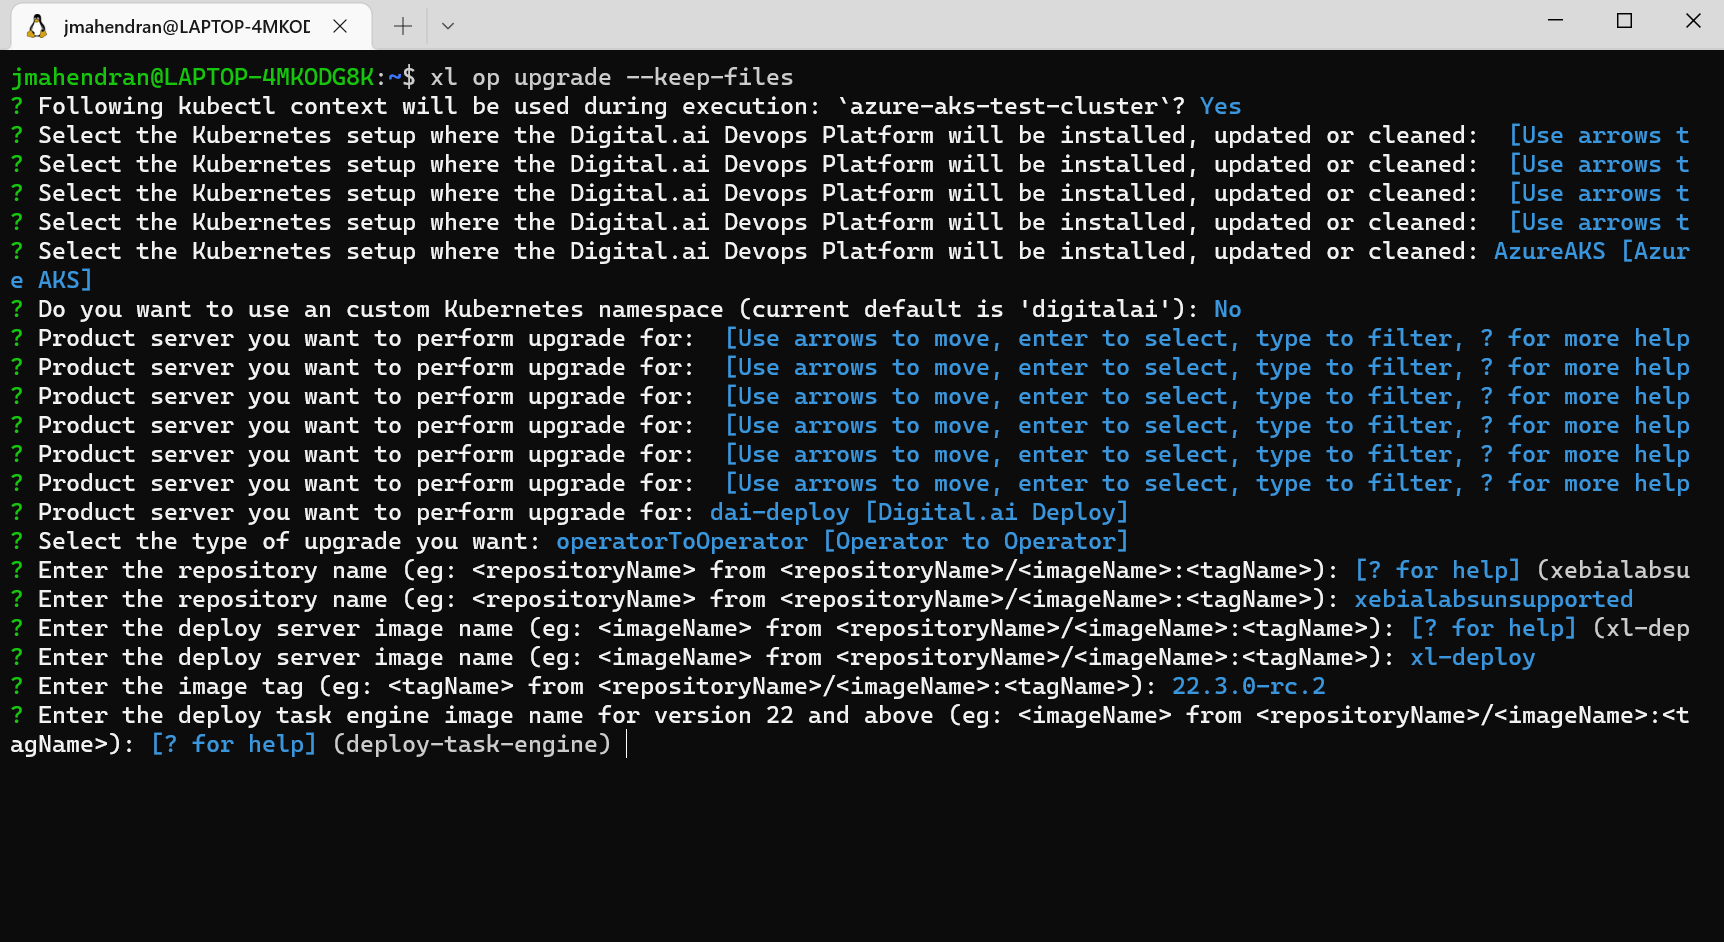 jmahendran@LAPTOP-4MKOD
jmahendran@LAPTOP-4MKODG8K:~$ xl op upgrade --keep-files
? Following kubectl context will be used during execution: `azure-aks-test-cluster`? Yes
? Select the Kubernetes setup where the Digital.ai Devops Platform will be installed, updated or cleaned:  [Use arrows t
? Select the Kubernetes setup where the Digital.ai Devops Platform will be installed, updated or cleaned:  [Use arrows t
? Select the Kubernetes setup where the Digital.ai Devops Platform will be installed, updated or cleaned:  [Use arrows t
? Select the Kubernetes setup where the Digital.ai Devops Platform will be installed, updated or cleaned:  [Use arrows t
? Select the Kubernetes setup where the Digital.ai Devops Platform will be installed, updated or cleaned: AzureAKS [Azur
e AKS]
? Do you want to use an custom Kubernetes namespace (current default is 'digitalai'): No
? Product server you want to perform upgrade for:  [Use arrows to move, enter to select, type to filter, ? for more help
? Product server you want to perform upgrade for:  [Use arrows to move, enter to select, type to filter, ? for more help
? Product server you want to perform upgrade for:  [Use arrows to move, enter to select, type to filter, ? for more help
? Product server you want to perform upgrade for:  [Use arrows to move, enter to select, type to filter, ? for more help
? Product server you want to perform upgrade for:  [Use arrows to move, enter to select, type to filter, ? for more help
? Product server you want to perform upgrade for:  [Use arrows to move, enter to select, type to filter, ? for more help
? Product server you want to perform upgrade for: dai-deploy [Digital.ai Deploy]
? Select the type of upgrade you want: operatorToOperator [Operator to Operator]
? Enter the repository name (eg: <repositoryName> from <repositoryName>/<imageName>:<tagName>): [? for help] (xebialabsu
? Enter the repository name (eg: <repositoryName> from <repositoryName>/<imageName>:<tagName>): xebialabsunsupported
? Enter the deploy server image name (eg: <imageName> from <repositoryName>/<imageName>:<tagName>): [? for help] (xl-dep
? Enter the deploy server image name (eg: <imageName> from <repositoryName>/<imageName>:<tagName>): xl-deploy
? Enter the image tag (eg: <tagName> from <repositoryName>/<imageName>:<tagName>): 22.3.0-rc.2
? Enter the deploy task engine image name for version 22 and above (eg: <imageName> from <repositoryName>/<imageName>:<t
agName>): [? for help] (deploy-task-engine)